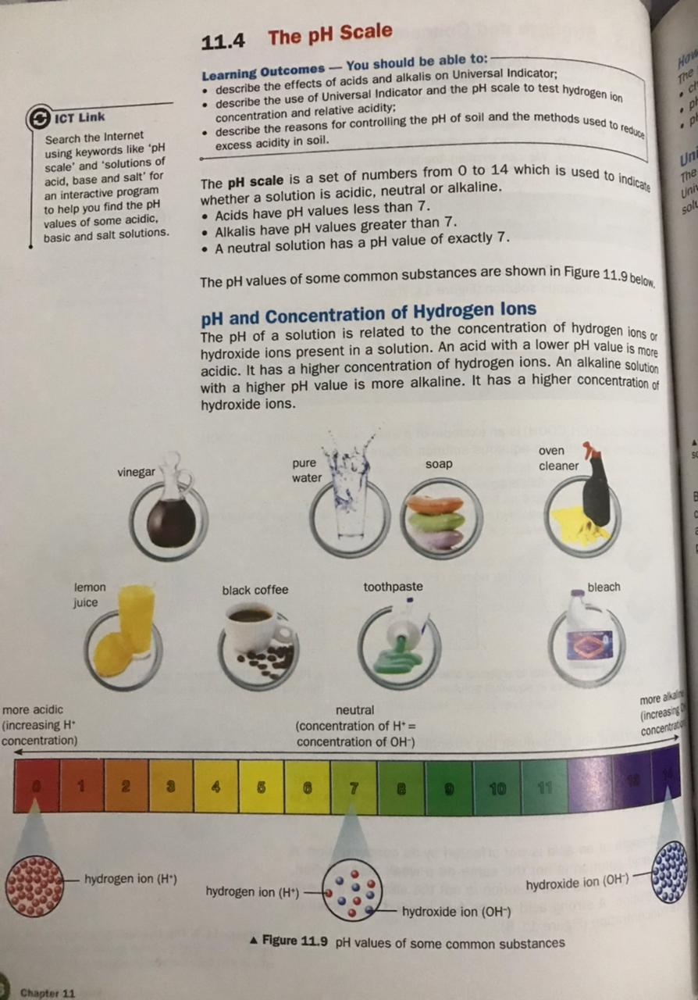 11.4 The pH Scale
Learning Outcomes — You should be able to:
• describe the effects of acids and alkalis on Universal Indicator;
• describe the use of Universal Indicator and the pH scale to test hydrogen ion
concentration and relative acidity;
• describe the reasons for controlling the pH of soil and the methods used to reduce
excess acidity in soil.
ICT Link
Search the Internet
using keywords like 'pH
scale' and 'solutions of
acid, base and salt' for
an interactive program
to help you find the pH
values of some acidic,
basic and salt solutions.
The pH scale is a set of numbers from 0 to 14 which is used to indicate
whether a solution is acidic, neutral or alkaline.
• Acids have pH values less than 7.
• Alkalis have pH values greater than 7.
• A neutral solution has a pH value of exactly 7.
The pH values of some common substances are shown in Figure 11.9 below.
pH and Concentration of Hydrogen Ions
The pH of a solution is related to the concentration of hydrogen ions or
hydroxide ions present in a solution. An acid with a lower pH value is more
acidic. It has a higher concentration of hydrogen ions. An alkaline solution
with a higher pH value is more alkaline. It has a higher concentration of
hydroxide ions.
vinegar
pure
water
soap
oven
cleaner
lemon
juice
black coffee
toothpaste
bleach
more acidic
(increasing H⁺
concentration)
neutral
(concentration of H⁺ =
concentration of OH⁻)
more alkaline
(increasing
0 1 2 3 4 5 6 7 8 9 10 11 13
hydrogen ion (H⁺)
hydrogen ion (H⁺)
hydroxide ion (OH⁻)
hydroxide ion (OH⁻)
▲ Figure 11.9 pH values of some common substances
Chapter 11